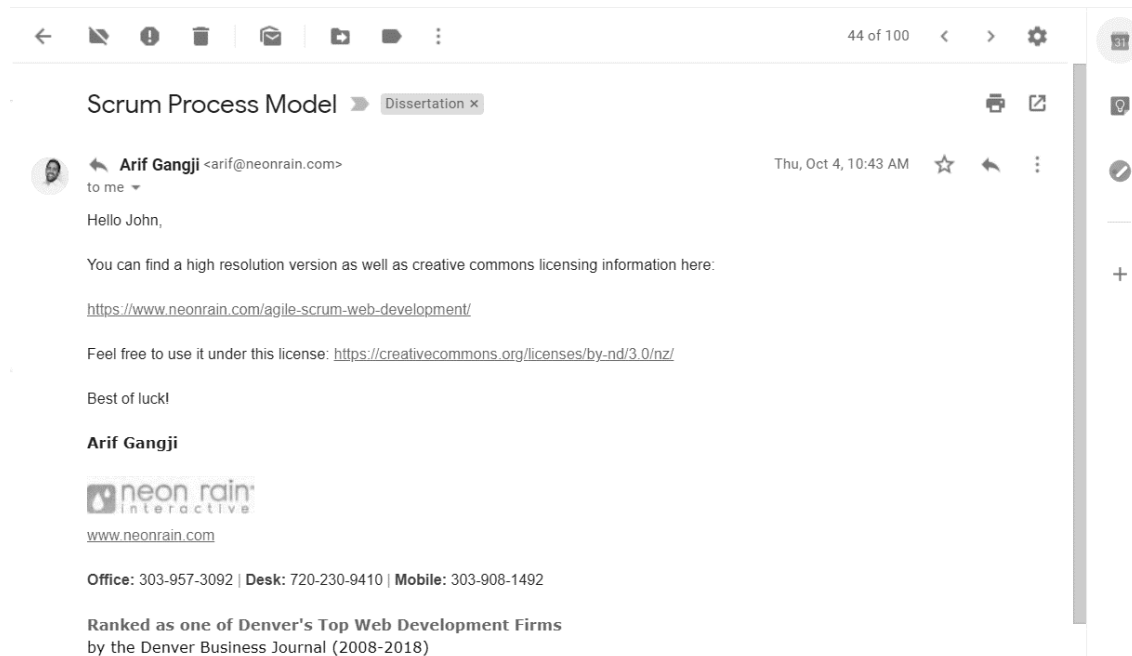 44 of 100
31
Scrum Process Model Dissertation ×
Arif Gangji <arif@neonrain.com> Thu, Oct 4, 10:43 AM
to me
Hello John,
You can find a high resolution version as well as creative commons licensing information here:
https://www.neonrain.com/agile-scrum-web-development/
Feel free to use it under this license: https://creativecommons.org/licenses/by-nd/3.0/nz/
Best of luck!
Arif Gangji
neon rain
interactive
www.neonrain.com
Office: 303-957-3092 | Desk: 720-230-9410 | Mobile: 303-908-1492
Ranked as one of Denver's Top Web Development Firms
by the Denver Business Journal (2008-2018)